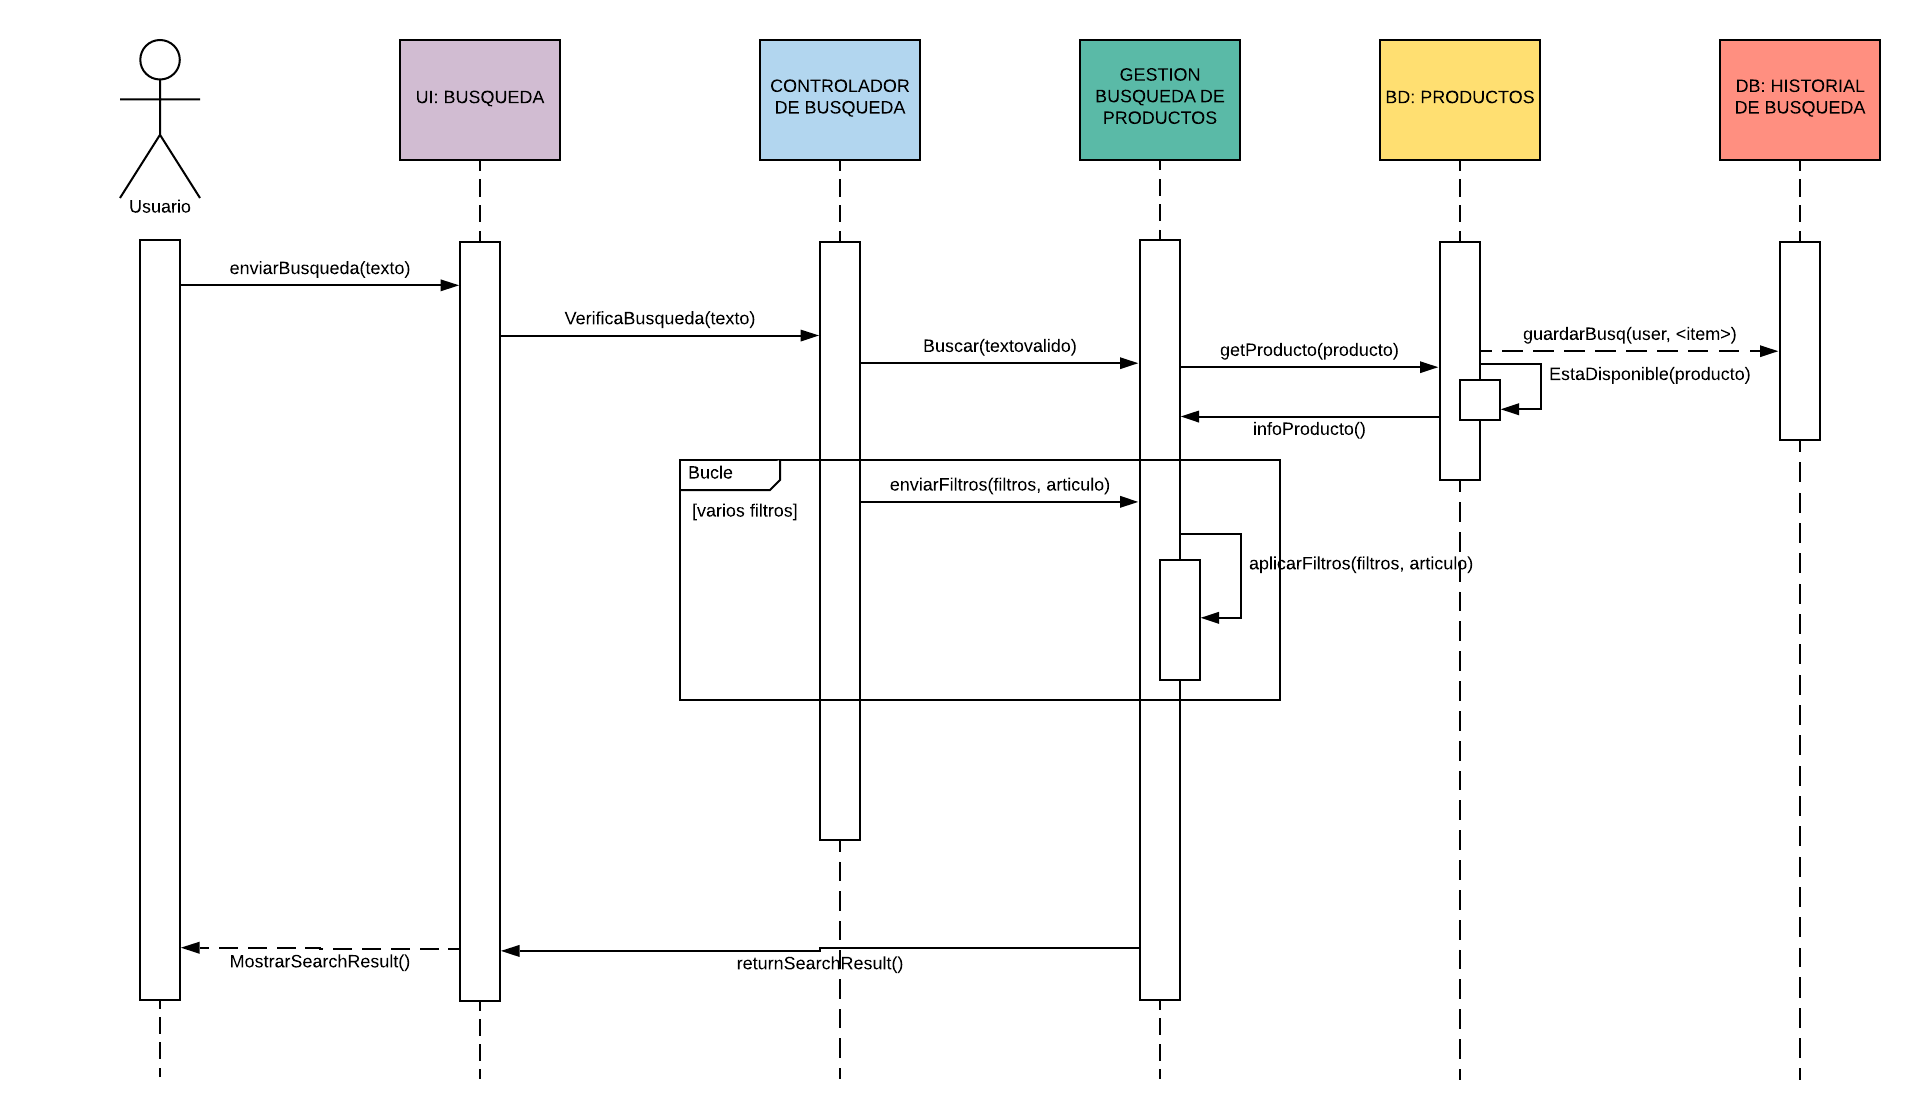 UI: BUSQUEDA
CONTROLADOR
DE BUSQUEDA
GESTION
BUSQUEDA DE
PRODUCTOS
BD: PRODUCTOS
DB: HISTORIAL
DE BUSQUEDA
Usuario
enviarBusqueda(texto)
VerificaBusqueda(texto)
Buscar(textovalido)
getProducto(producto)
guardarBusq(user, <item>)
EstaDisponible(producto)
infoProducto()
Bucle
[varios filtros]
enviarFiltros(filtros, articulo)
aplicarFiltros(filtros, articulo)
MostrarSearchResult()
returnSearchResult()